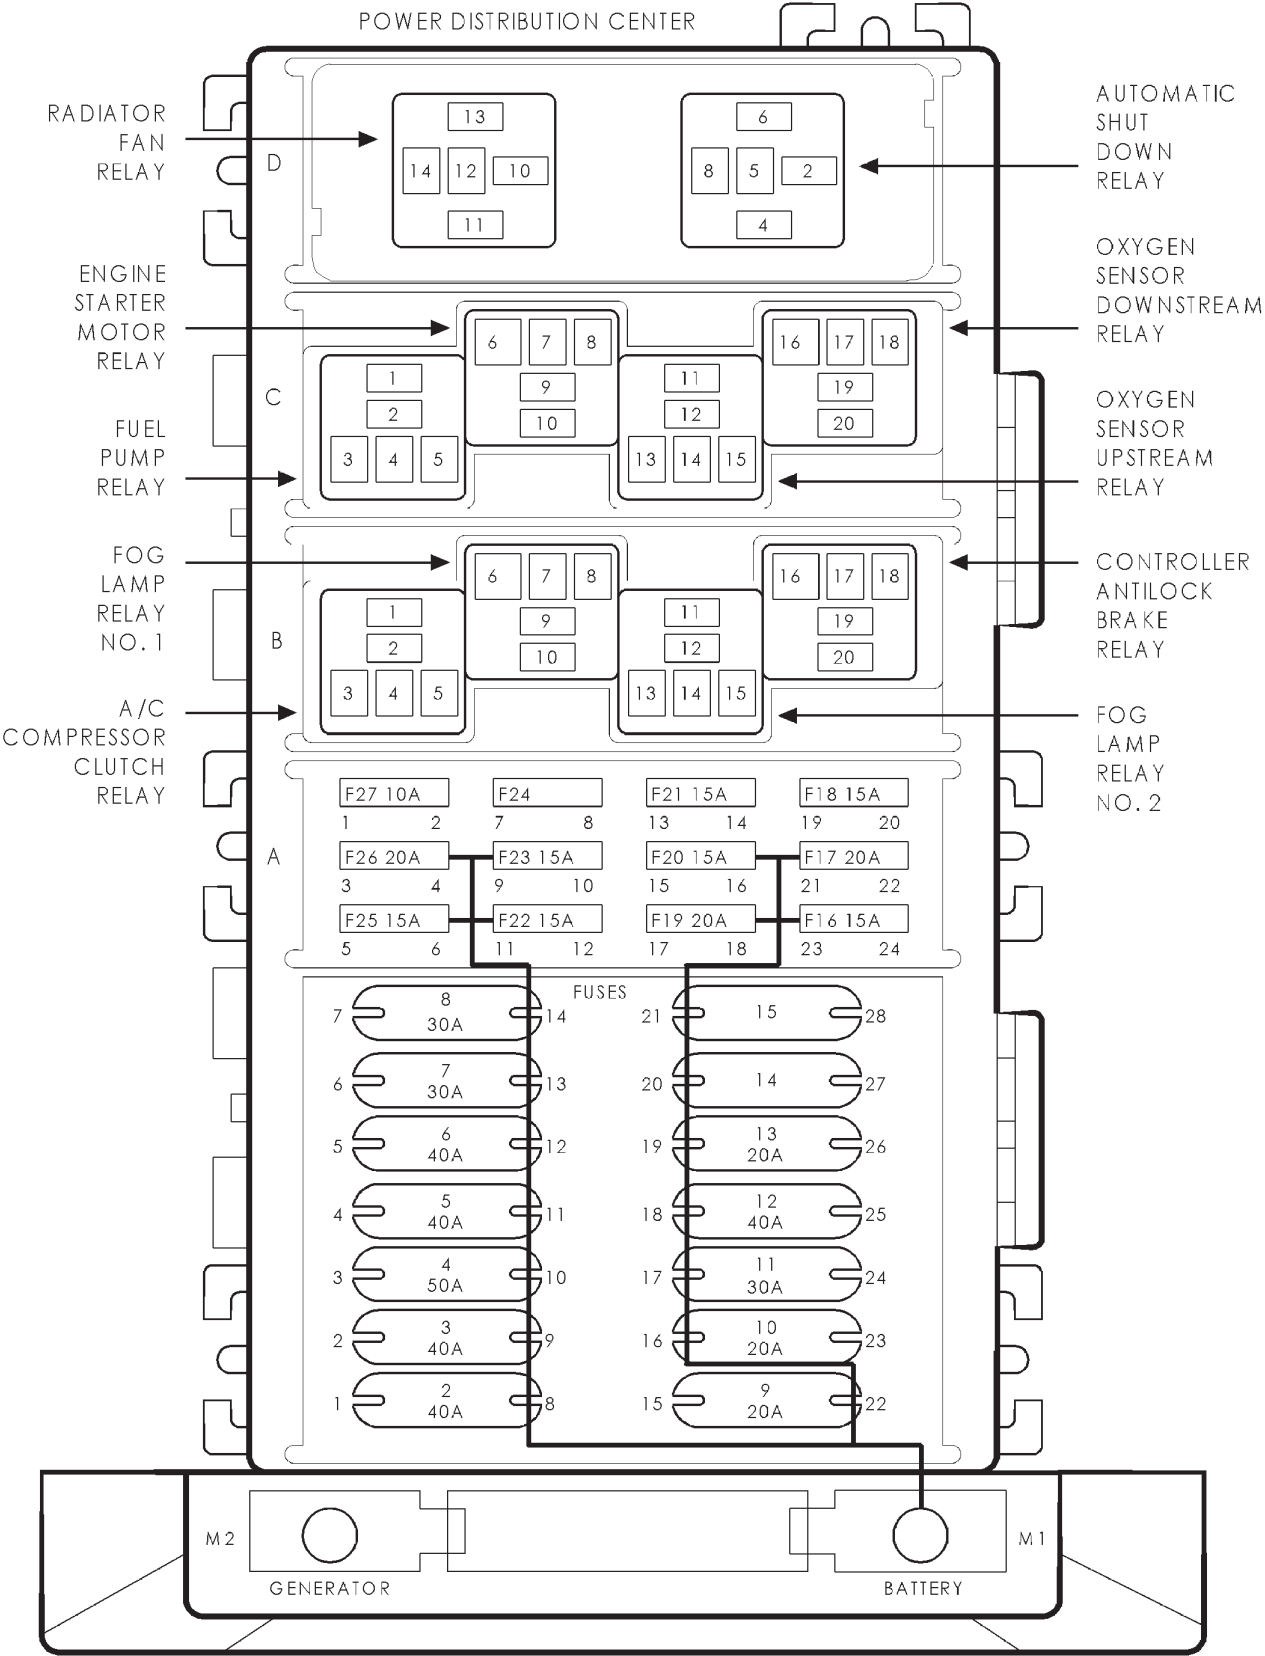 POWER DISTRIBUTION CENTER
RADIATOR
FAN
RELAY
AUTOMATIC
SHUT
DOWN
RELAY
D
13
14 12 10
11
6
8 5 2
4
ENGINE
STARTER
MOTOR
RELAY
OXYGEN
SENSOR
DOWNSTREAM
RELAY
FUEL
PUMP
RELAY
OXYGEN
SENSOR
UPSTREAM
RELAY
C
1
2
3 4 5
6 7 8
9
10
11
12
13 14 15
16 17 18
19
20
FOG
LAMP
RELAY
NO. 1
CONTROLLER
ANTILOCK
BRAKE
RELAY
A/C
COMPRESSOR
CLUTCH
RELAY
FOG
LAMP
RELAY
NO. 2
B
1
2
3 4 5
6 7 8
9
10
11
12
13 14 15
16 17 18
19
20
A
F27 10A F24 F21 15A F18 15A
1 2 7 8 13 14 19 20
F26 20A F23 15A F20 15A F17 20A
3 4 9 10 15 16 21 22
F25 15A F22 15A F19 20A F16 15A
5 6 11 12 17 18 23 24
FUSES
7 8 14 21 15 28
30A
6 7 13 20 14 27
30A
5 6 12 19 13 26
40A 20A
4 5 11 18 12 25
40A 40A
3 4 10 17 11 24
50A 30A
2 3 9 16 10 23
40A 20A
1 2 8 15 9 22
40A 20A
M2 M1
GENERATOR BATTERY